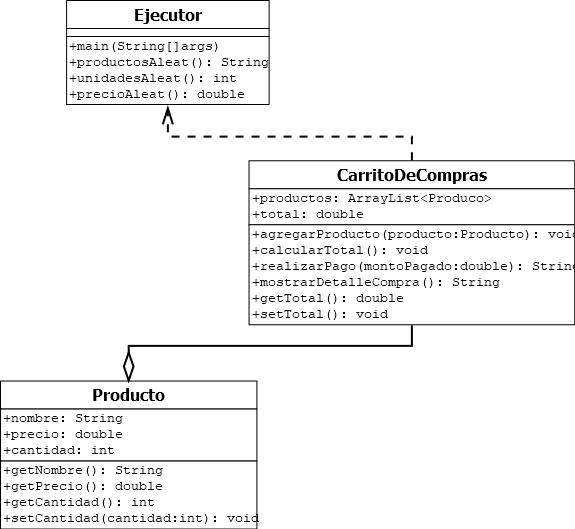 Ejecutor
+main(String[]args)
+productosAleat(): String
+unidadesAleat(): int
+precioAleat(): double
CarritoDeCompras
+productos: ArrayList<Produco>
+total: double
+agregarProducto(producto:Producto): void
+calcularTotal(): void
+realizarPago(montoPagado:double): String
+mostrarDetalleCompra(): String
+getTotal(): double
+setTotal(): void
Producto
+nombre: String
+precio: double
+cantidad: int
+getNombre(): String
+getPrecio(): double
+getCantidad(): int
+setCantidad(cantidad:int): void